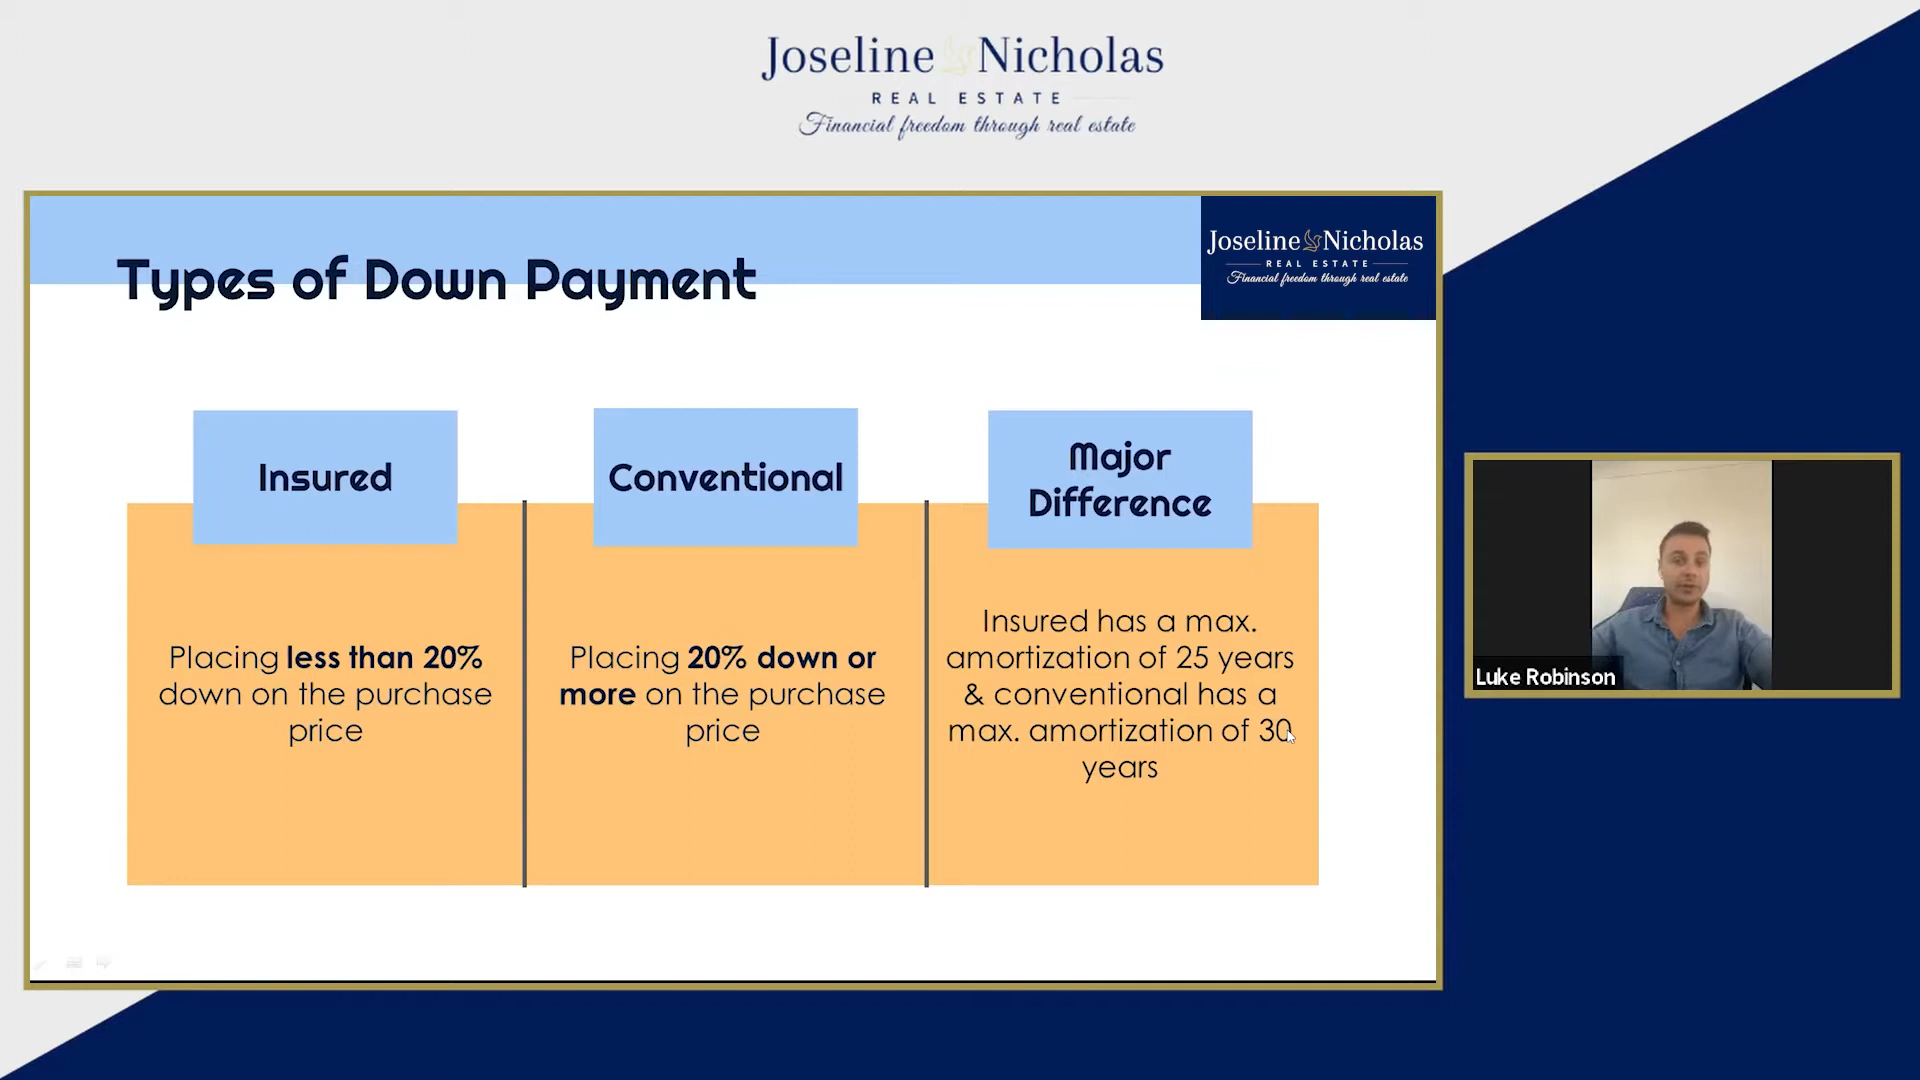 Joseline Nicholas
REAL ESTATE
Financial freedom through real estate
Types of Down Payment
Joseline Nicholas
REAL ESTATE
Financial freedom through real estate
Insured
Placing less than 20%
down on the purchase
price
Conventional
Placing 20% down or
more on the purchase
price
Major
Difference
Insured has a max.
amortization of 25 years
& conventional has a
max. amortization of 30
years
Luke Robinson